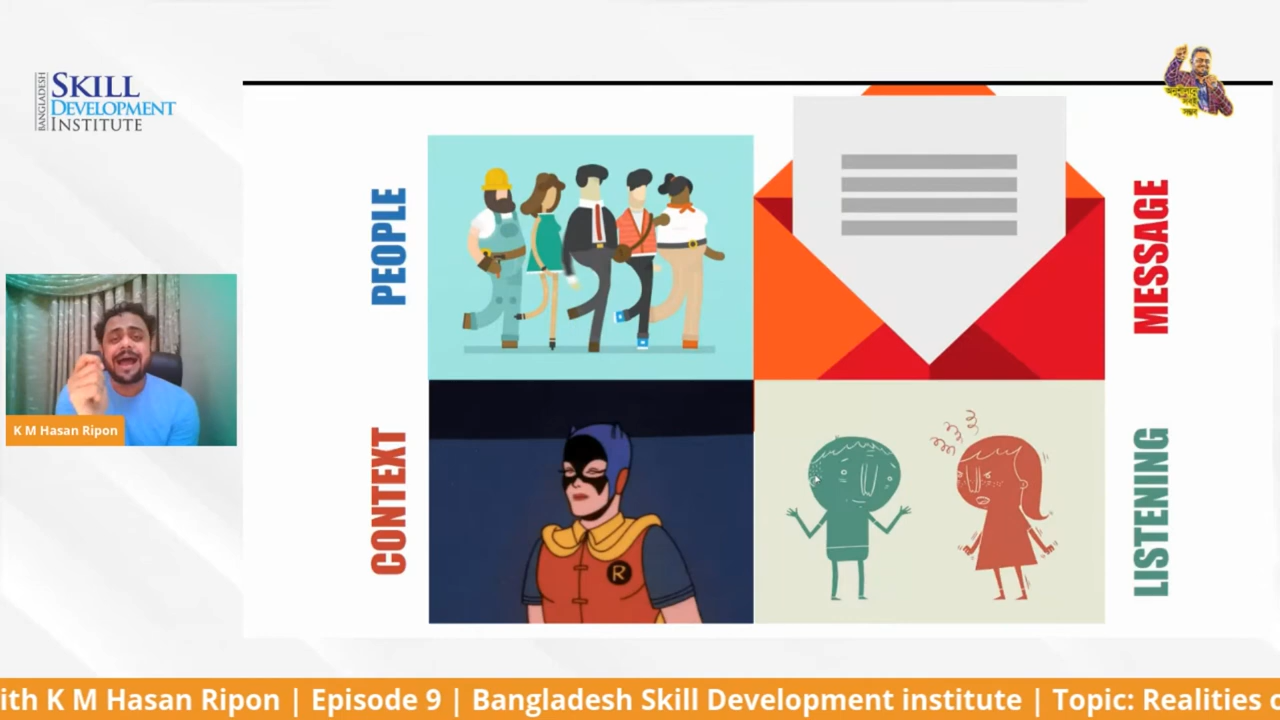 BANGLADESH
SKILL
DEVELOPMENT
INSTITUTE
PEOPLE
MESSAGE
CONTEXT
LISTENING
R
K M Hasan Ripon
ith K M Hasan Ripon | Episode 9 | Bangladesh Skill Development institute | Topic: Realities